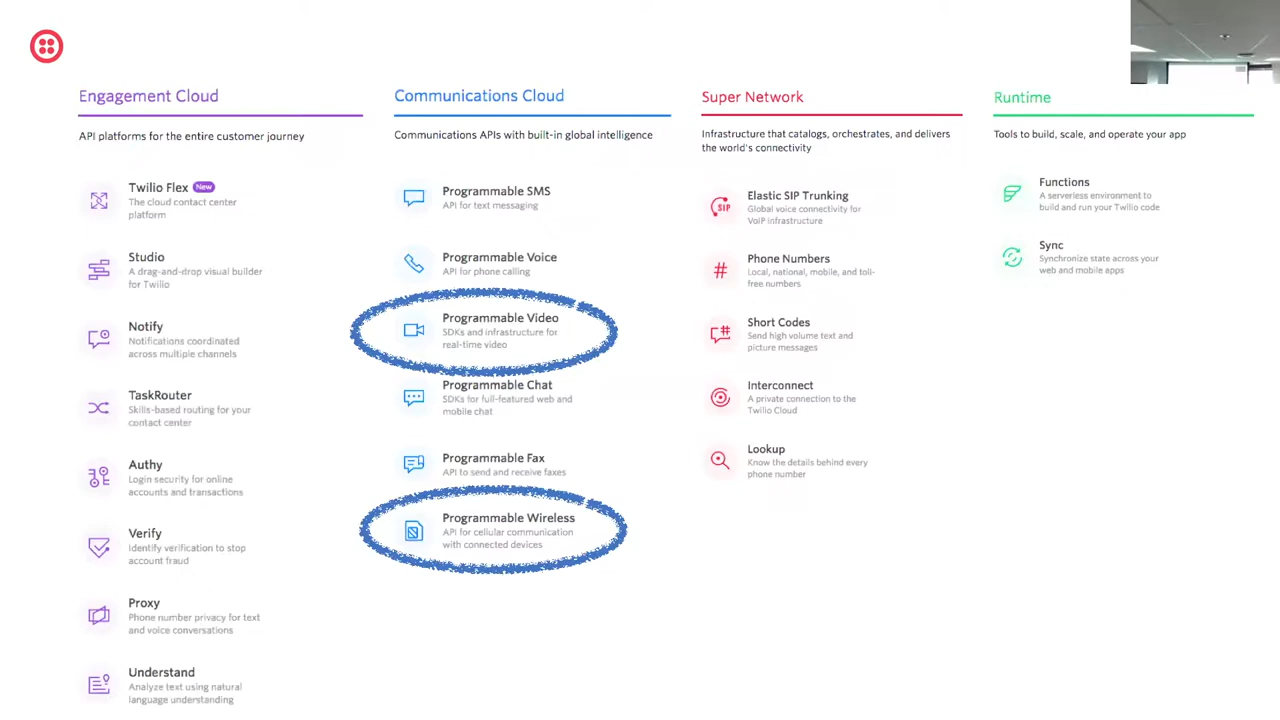 Engagement Cloud
API platforms for the entire customer journey
Twilio Flex New
The cloud contact center
platform
Studio
A drag-and-drop visual builder
for Twilio
Notify
Notifications coordinated
across multiple channels
TaskRouter
Skills-based routing for your
contact center
Authy
Login security for online
accounts and transactions
Verify
Identify verification to stop
account fraud
Proxy
Phone number privacy for text
and voice conversations
Understand
Analyze text using natural
language understanding
Communications Cloud
Communications APIs with built-in global intelligence
Programmable SMS
API for text messaging
Programmable Voice
API for phone calling
Programmable Video
SDKs and infrastructure for
real-time video
Programmable Chat
SDKs for full-featured web and
mobile chat
Programmable Fax
API to send and receive faxes
Programmable Wireless
API for cellular communication
with connected devices
Super Network
Infrastructure that catalogs, orchestrates, and delivers
the world's connectivity
SIP
Elastic SIP Trunking
Global voice connectivity for
VoIP infrastructure
#
Phone Numbers
Local, national, mobile, and toll-
free numbers
#
Short Codes
Send high volume text and
picture messages
Interconnect
A private connection to the
Twilio Cloud
Lookup
Know the details behind every
phone number
Runtime
Tools to build, scale, and operate your app
Functions
A serverless environment to
build and run your Twilio code
Sync
Synchronize state across your
web and mobile apps